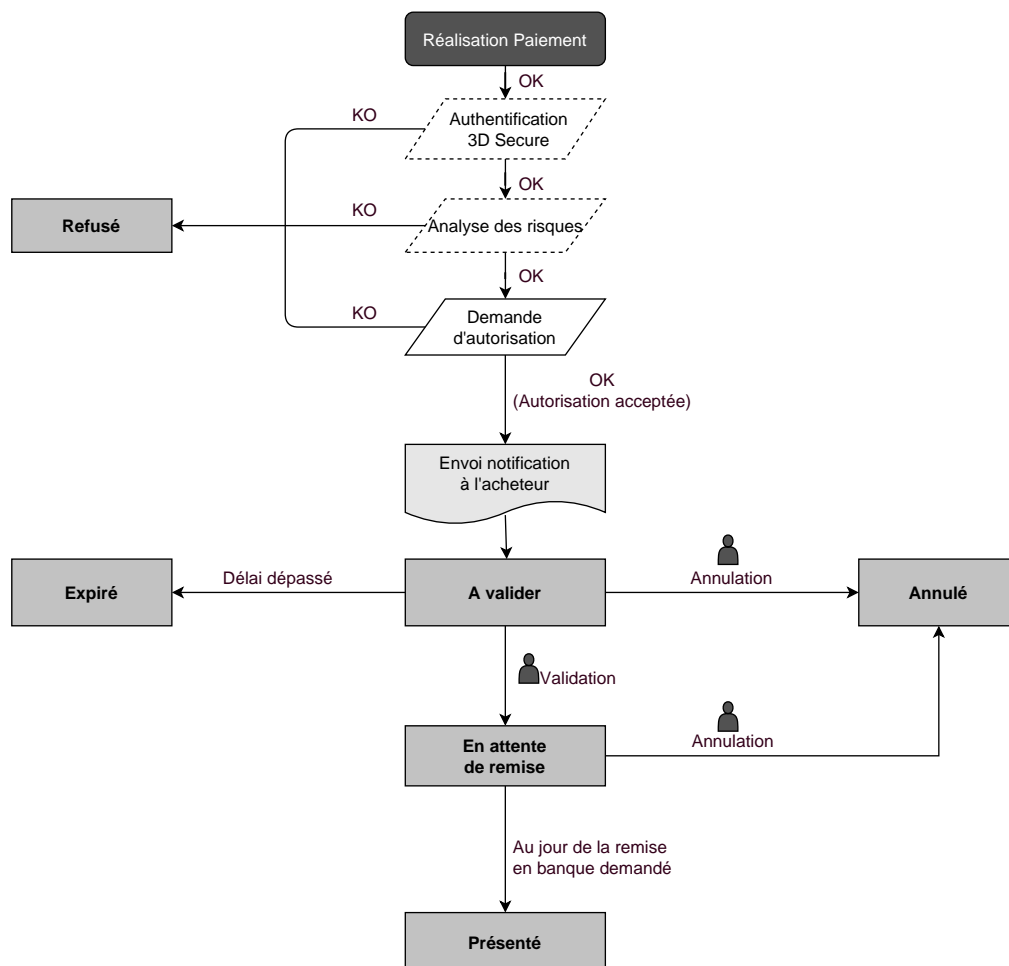 Réalisation Paiement
OK
KO
Authentification
3D Secure
OK
Refusé
KO
Analyse des risques
OK
KO
Demande
d'autorisation
OK
(Autorisation acceptée)
Envoi notification
à l'acheteur
Expiré
Délai dépassé
A valider
Annulation
Annulé
Validation
En attente
de remise
Annulation
Au jour de la remise
en banque demandé
Présenté